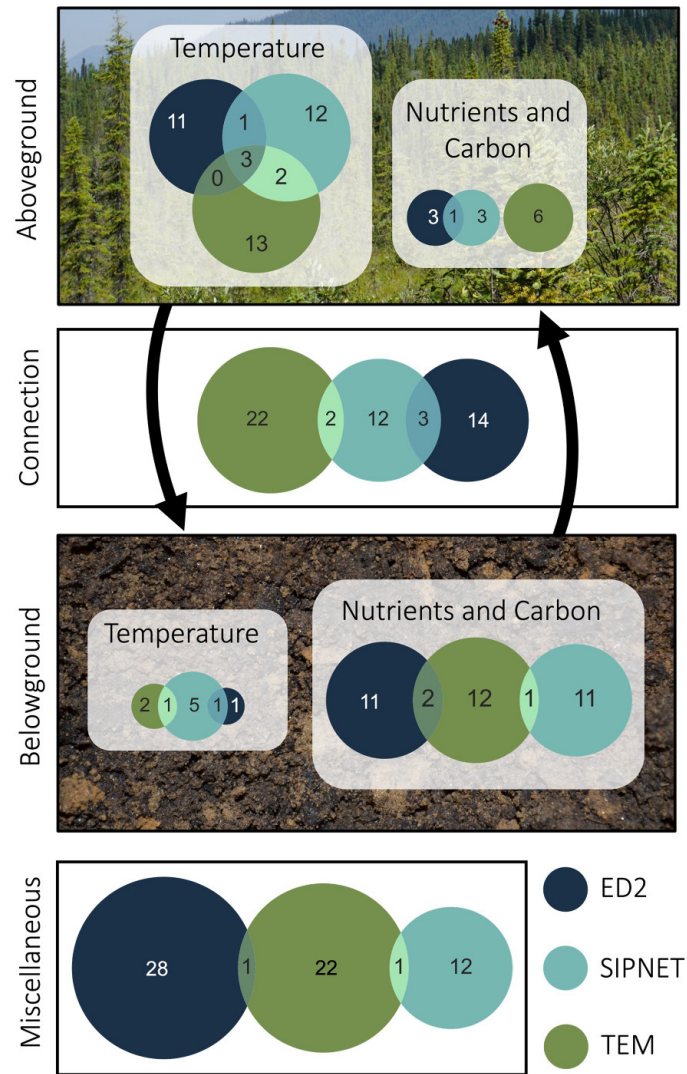 Aboveground
Temperature
11
1
12
3
0
2
13
Nutrients and
Carbon
3
1
3
6
Connection
22
2
12
3
14
Belowground
Temperature
2
1
5
1
1
Nutrients and Carbon
11
2
12
1
11
Miscellaneous
28
1
22
1
12
ED2
SIPNET
TEM